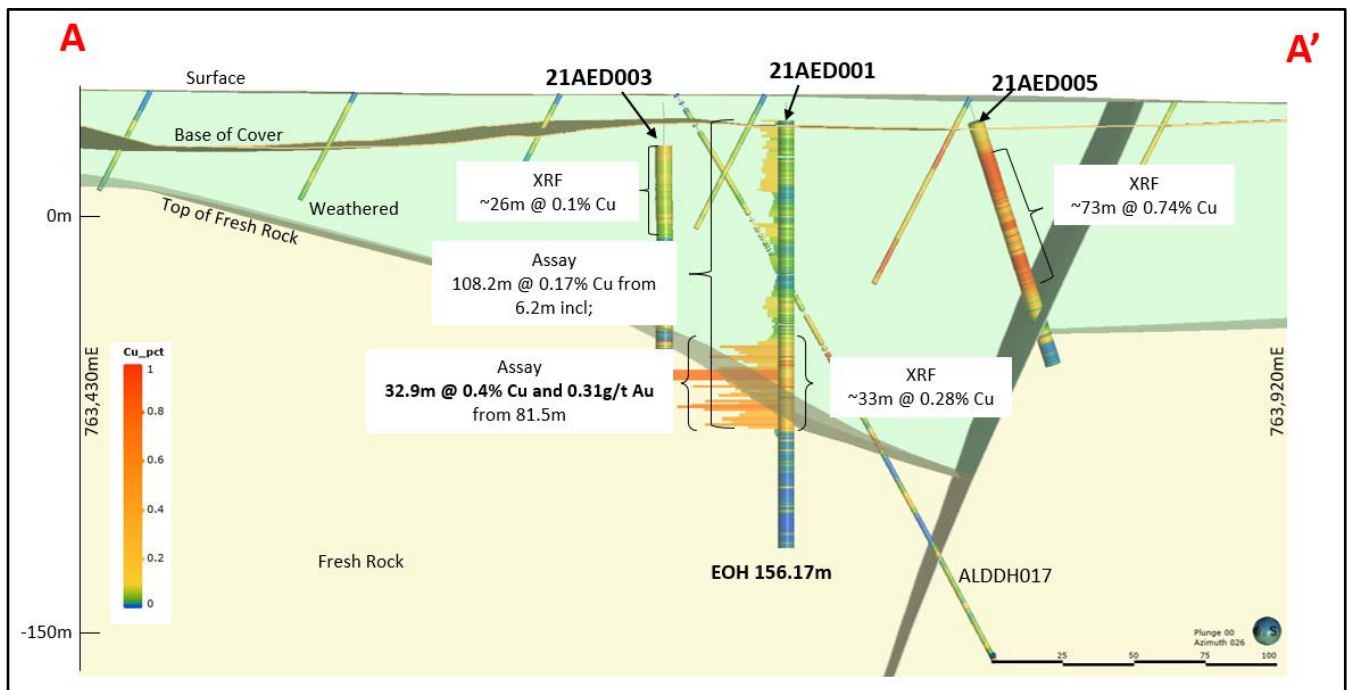 A
A'
21AED003
21AED001
21AED005
Surface
Base of Cover
XRF
~26m @ 0.1% Cu
XRF
~73m @ 0.74% Cu
Weathered
Top of Fresh Rock
0m
Assay
108.2m @ 0.17% Cu from
6.2m incl;
Assay
32.9m @ 0.4% Cu and 0.31g/t Au
from 81.5m
XRF
~33m @ 0.28% Cu
763,430mE
763,920mE
Cu_pct
1
0.8
0.6
0.4
0.2
0
Fresh Rock
EOH 156.17m
ALDDH017
-150m
Plunge 00
Azimuth 026
S
25
50
75
100